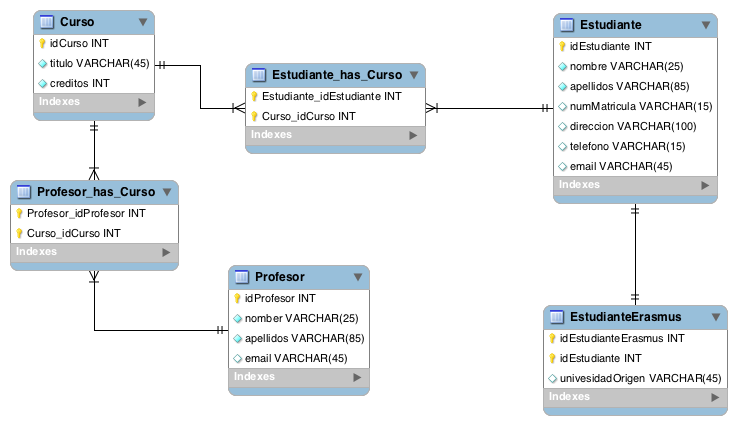 Curso
idCurso INT
titulo VARCHAR(45)
creditos INT
Indexes
Estudiante_has_Curso
Estudiante_idEstudiante INT
Curso_idCurso INT
Indexes
Estudiante
idEstudiante INT
nombre VARCHAR(25)
apellidos VARCHAR(85)
numMatricula VARCHAR(15)
direccion VARCHAR(100)
telefono VARCHAR(15)
email VARCHAR(45)
Indexes
Profesor_has_Curso
Profesor_idProfesor INT
Curso_idCurso INT
Indexes
Profesor
idProfesor INT
nomber VARCHAR(25)
apellidos VARCHAR(85)
email VARCHAR(45)
Indexes
EstudianteErasmus
idEstudianteErasmus INT
idEstudiante INT
univesidadOrigen VARCHAR(45)
Indexes